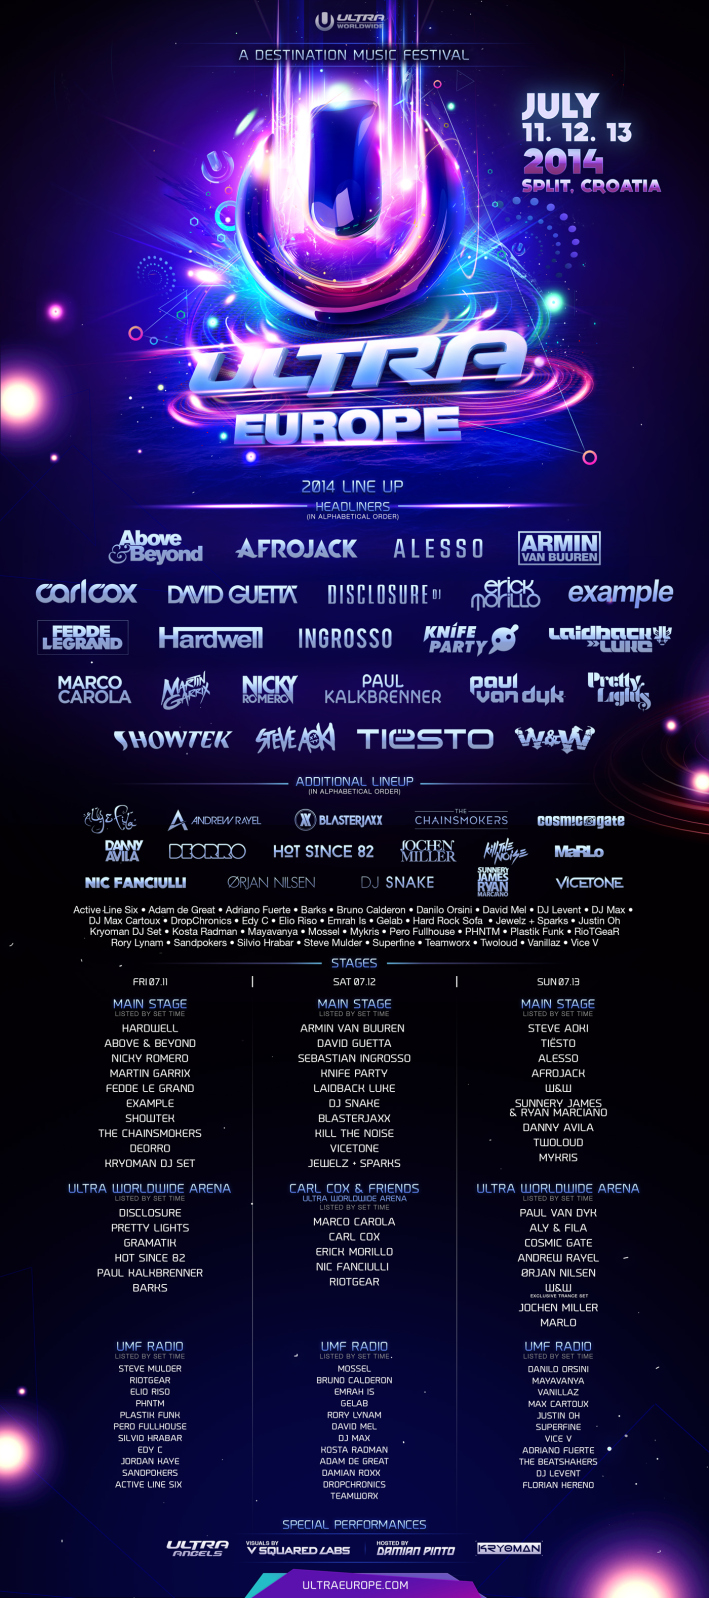 ULTRA
WORLDWIDE
A DESTINATION MUSIC FESTIVAL
JULY
11. 12. 13
2014
SPLIT, CROATIA
ULTRA
EUROPE
2014 LINE UP
HEADLINERS
(IN ALPHABETICAL ORDER)
Above & Beyond AFROJACK ALESSO ARMIN VAN BUUREN
carl cox DAVID GUETTA DISCLOSURE DJ erick morillo example
FEDDE LEGRAND Hardwell INGROSSO KNIFE PARTY Laidback LUKE
MARCO CAROLA MARTIN GARRIX NICKY ROMERO PAUL KALKBRENNER paul van dyk Pretty Lights
SHOWTEK STEVE AOKI TIËSTO W&W
ADDITIONAL LINEUP
(IN ALPHABETICAL ORDER)
Aly & Fila ANDREW RAYEL BLASTERJAXX THE CHAINSMOKERS cosmic gate
DANNY AVILA DEORRO HOT SINCE 82 JOCHEN MILLER kill the NOISE MaRLo
NIC FANCIULLI ØRJAN NILSEN DJ SNAKE SUNNERY JAMES RYAN MARCIANO VICETONE
Active Line Six • Adam de Great • Adriano Fuerte • Barks • Bruno Calderon • Danilo Orsini • David Mel • DJ Levent • DJ Max •
DJ Max Cartoux • DropChronics • Edy C • Elio Riso • Emrah Is • Gelab • Hard Rock Sofa • Jewelz + Sparks • Justin Oh
Kryoman DJ Set • Kosta Radman • Mayavanya • Mossel • Mykris • Pero Fullhouse • PHNTM • Plastik Funk • RioTGeaR
Rory Lynam • Sandpokers • Silvio Hrabar • Steve Mulder • Superfine • Teamworx • Twoloud • Vanillaz • Vice V
STAGES
FRI 07.11 | SAT 07.12 | SUN 07.13
MAIN STAGE
LISTED BY SET TIME
HARDWELL
ABOVE & BEYOND
NICKY ROMERO
MARTIN GARRIX
FEDDE LE GRAND
EXAMPLE
SHOWTEK
THE CHAINSMOKERS
DEORRO
KRYOMAN DJ SET
MAIN STAGE
LISTED BY SET TIME
ARMIN VAN BUUREN
DAVID GUETTA
SEBASTIAN INGROSSO
KNIFE PARTY
LAIDBACK LUKE
DJ SNAKE
BLASTERJAXX
KILL THE NOISE
VICETONE
JEWELZ + SPARKS
MAIN STAGE
LISTED BY SET TIME
STEVE AOKI
TIËSTO
ALESSO
AFROJACK
W&W
SUNNERY JAMES
& RYAN MARCIANO
DANNY AVILA
TWOLOUD
MYKRIS
ULTRA WORLDWIDE ARENA
LISTED BY SET TIME
DISCLOSURE
PRETTY LIGHTS
GRAMATIK
HOT SINCE 82
PAUL KALKBRENNER
BARKS
CARL COX & FRIENDS
ULTRA WORLDWIDE ARENA
LISTED BY SET TIME
MARCO CAROLA
CARL COX
ERICK MORILLO
NIC FANCIULLI
RIOTGEAR
ULTRA WORLDWIDE ARENA
LISTED BY SET TIME
PAUL VAN DYK
ALY & FILA
COSMIC GATE
ANDREW RAYEL
ØRJAN NILSEN
W&W
EXCLUSIVE TRANCE SET
JOCHEN MILLER
MARLO
UMF RADIO
LISTED BY SET TIME
STEVE MULDER
RIOTGEAR
ELIO RISO
PHNTM
PLASTIK FUNK
PERO FULLHOUSE
SILVIO HRABAR
EDY C
JORDAN KAYE
SANDPOKERS
ACTIVE LINE SIX
UMF RADIO
LISTED BY SET TIME
MOSSEL
BRUNO CALDERON
EMRAH IS
GELAB
RORY LYNAM
DAVID MEL
DJ MAX
KOSTA RADMAN
ADAM DE GREAT
DAMIAN ROXX
DROPCHRONICS
TEAMWORX
UMF RADIO
LISTED BY SET TIME
DANILO ORSINI
MAYAVANYA
VANILLAZ
MAX CARTOUX
JUSTIN OH
SUPERFINE
VICE V
ADRIANO FUERTE
THE BEATSHAKERS
DJ LEVENT
FLORIAN HERENO
SPECIAL PERFORMANCES
ULTRA ANGELS VISUALS BY V SQUARED LABS HOSTED BY DAMIAN PINTO KRYOMAN
ULTRAEUROPE.COM